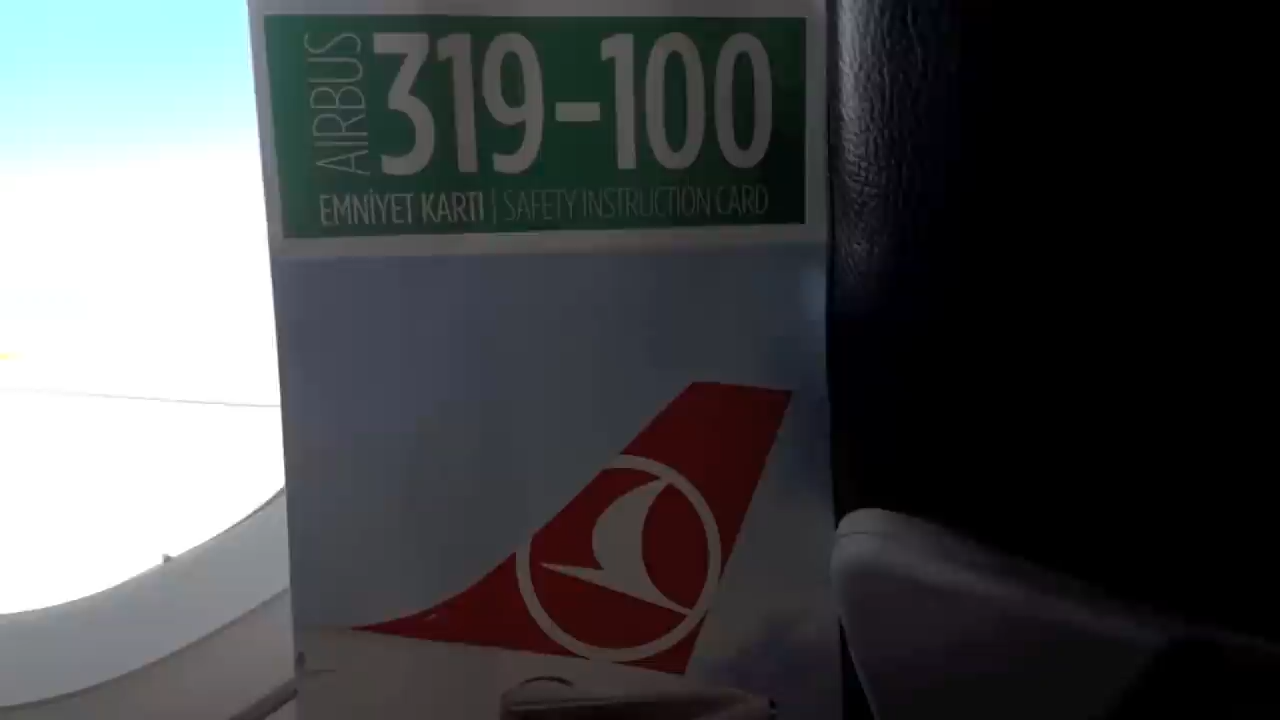 AIRBUS 319-100
EMNİYET KARTI | SAFETY INSTRUCTION CARD